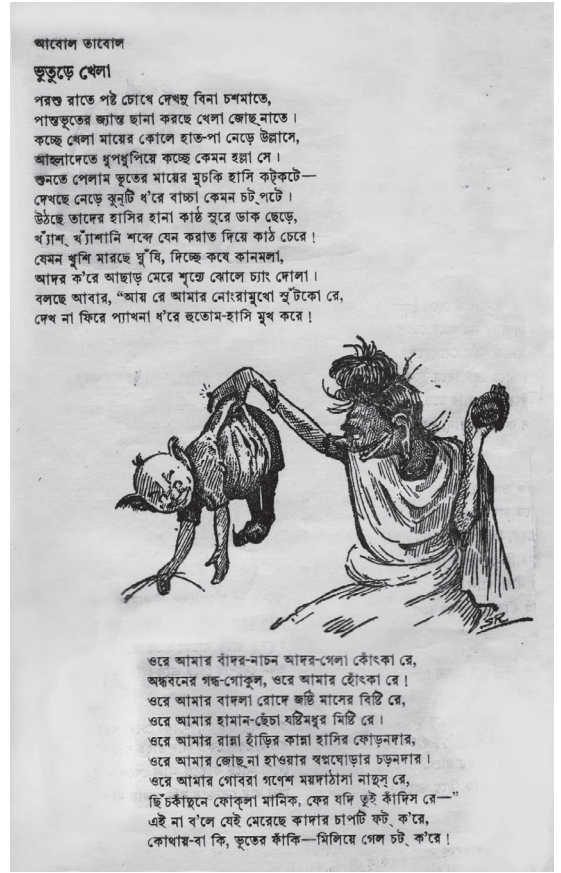 আবোল তাবোল
ভুতুড়ে খেলা
পরশু রাতে পষ্ট চোখে দেখনু বিনা চশমাতে,
পান্তভূতের জ্যান্ত ছানা করছে খেলা জোছ্‌নাতে।
কচ্ছে খেলা মায়ের কোলে হাত-পা নেড়ে উল্লাসে,
আহ্লাদেতে ধুপধুপিয়ে কচ্ছে কেমন হল্লা সে।
শুনতে পেলাম ভূতের মায়ের মুচকি হাসি কট্‌কটে—
দেখছে নেড়ে ঝুন্‌টি ধ'রে বাচ্চা কেমন চট্‌পটে।
উঠছে তাদের হাসির হানা কাষ্ঠ সুরে ডাক ছেড়ে,
খ্যাঁশ্‌ খ্যাঁশানি শব্দে যেন করাত দিয়ে কাঠ চেরে!
যেমন খুশি মারছে ঘুঁষি, দিচ্ছে কষে কানমলা,
আদর ক'রে আছাড় মেরে শূন্যে ঝোলে চ্যাং দোলা।
বলছে আবার, "আয় রে আমার নোংরামুখো সুঁটকো রে,
দেখ না ফিরে প্যাখনা ধ'রে হুতোম-হাসি মুখ করে!
SR
ওরে আমার বাঁদর-নাচন আদর-গেলা কোঁৎকা রে,
অন্ধবনের গন্ধ-গোকুল, ওরে আমার হোঁৎকা রে!
ওরে আমার বাদলা রোদে জষ্টি মাসের বিষ্টি রে,
ওরে আমার হামান-ছেঁচা যষ্টিমধুর মিষ্টি রে।
ওরে আমার রান্না হাঁড়ির কান্না হাসির ফোড়নদার,
ওরে আমার জোছ্‌না হাওয়ার স্বপ্নঘোড়ার চড়নদার।
ওরে আমার গোবরা গণেশ ময়দাঠাসা নাদুস্‌ রে,
ছিঁচকাঁদুনে ফোক্‌লা মানিক, ফের যদি তুই কাঁদিস রে—"
এই না ব'লে যেই মেরেছে কাদার চাপটি ফট্‌ ক'রে,
কোথায়-বা কি, ভূতের ফাঁকি—মিলিয়ে গেল চট্‌ ক'রে!